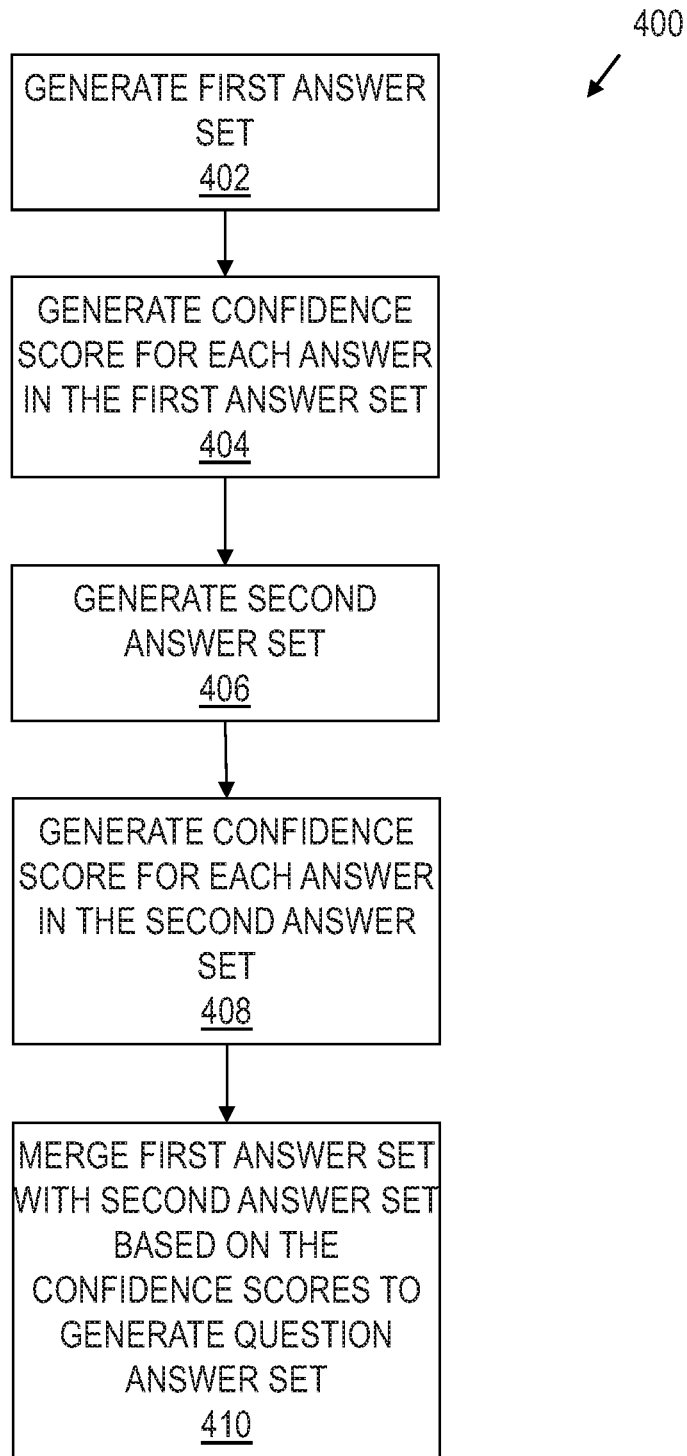 400
GENERATE FIRST ANSWER
SET
402
GENERATE CONFIDENCE
SCORE FOR EACH ANSWER
IN THE FIRST ANSWER SET
404
GENERATE SECOND
ANSWER SET
406
GENERATE CONFIDENCE
SCORE FOR EACH ANSWER
IN THE SECOND ANSWER
SET
408
MERGE FIRST ANSWER SET
WITH SECOND ANSWER SET
BASED ON THE
CONFIDENCE SCORES TO
GENERATE QUESTION
ANSWER SET
410